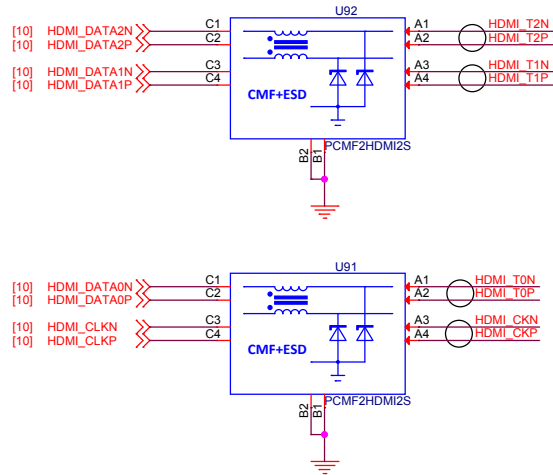 U92
[10] HDMI_DATA2N C1 A1 HDMI_T2N
[10] HDMI_DATA2P C2 A2 HDMI_T2P
[10] HDMI_DATA1N C3 A3 HDMI_T1N
[10] HDMI_DATA1P C4 A4 HDMI_T1P
CMF+ESD
B2 B1 PCMF2HDMI2S
U91
[10] HDMI_DATA0N C1 A1 HDMI_T0N
[10] HDMI_DATA0P C2 A2 HDMI_T0P
[10] HDMI_CLKN C3 A3 HDMI_CKN
[10] HDMI_CLKP C4 A4 HDMI_CKP
CMF+ESD
B2 B1 PCMF2HDMI2S